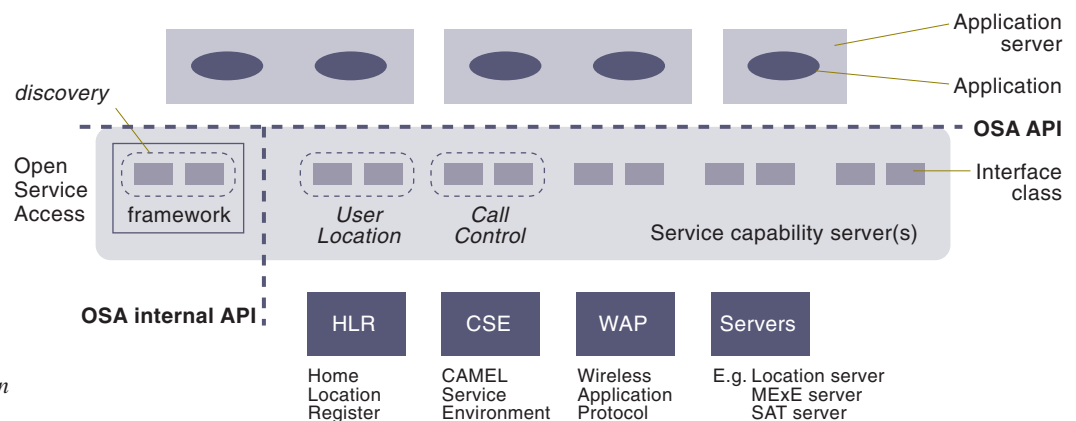 Application
server
discovery
Application
OSA API
Open
Service
Access
framework
User
Location
Call
Control
Service capability server(s)
Interface
class
OSA internal API
HLR
CSE
WAP
Servers
Home
Location
Register
CAMEL
Service
Environment
Wireless
Application
Protocol
E.g. Location server
MExE server
SAT server
n